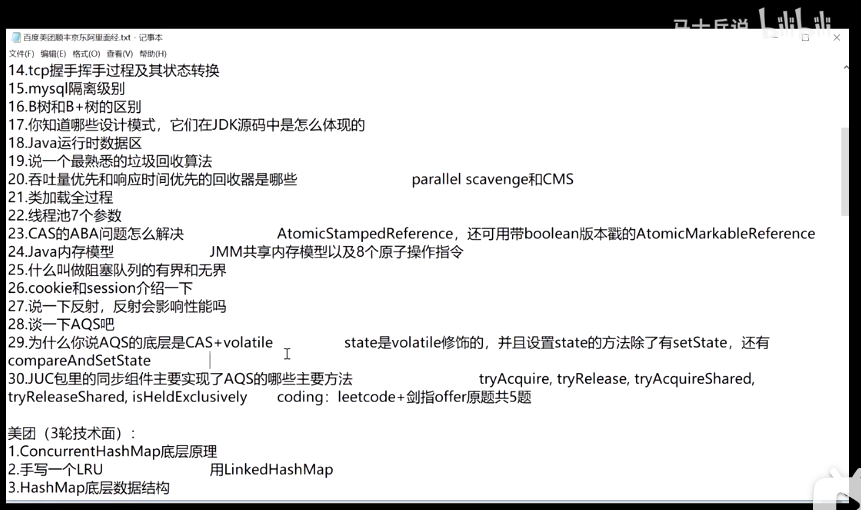 马士兵说 bilibili
百度美团顺丰京东阿里面经.txt - 记事本
文件(F) 编辑(E) 格式(O) 查看(V) 帮助(H)
14.tcp握手挥手过程及其状态转换
15.mysql隔离级别
16.B树和B+树的区别
17.你知道哪些设计模式，它们在JDK源码中是怎么体现的
18.Java运行时数据区
19.说一个最熟悉的垃圾回收算法
20.吞吐量优先和响应时间优先的回收器是哪些 parallel scavenge和CMS
21.类加载全过程
22.线程池7个参数
23.CAS的ABA问题怎么解决 AtomicStampedReference，还可用带boolean版本戳的AtomicMarkableReference
24.Java内存模型 JMM共享内存模型以及8个原子操作指令
25.什么叫做阻塞队列的有界和无界
26.cookie和session介绍一下
27.说一下反射，反射会影响性能吗
28.谈一下AQS吧
29.为什么你说AQS的底层是CAS+volatile state是volatile修饰的，并且设置state的方法除了有setState，还有
compareAndSetState
30.JUC包里的同步组件主要实现了AQS的哪些主要方法 tryAcquire, tryRelease, tryAcquireShared,
tryReleaseShared, isHeldExclusively coding：leetcode+剑指offer原题共5题
美团（3轮技术面）：
1.ConcurrentHashMap底层原理
2.手写一个LRU 用LinkedHashMap
3.HashMap底层数据结构